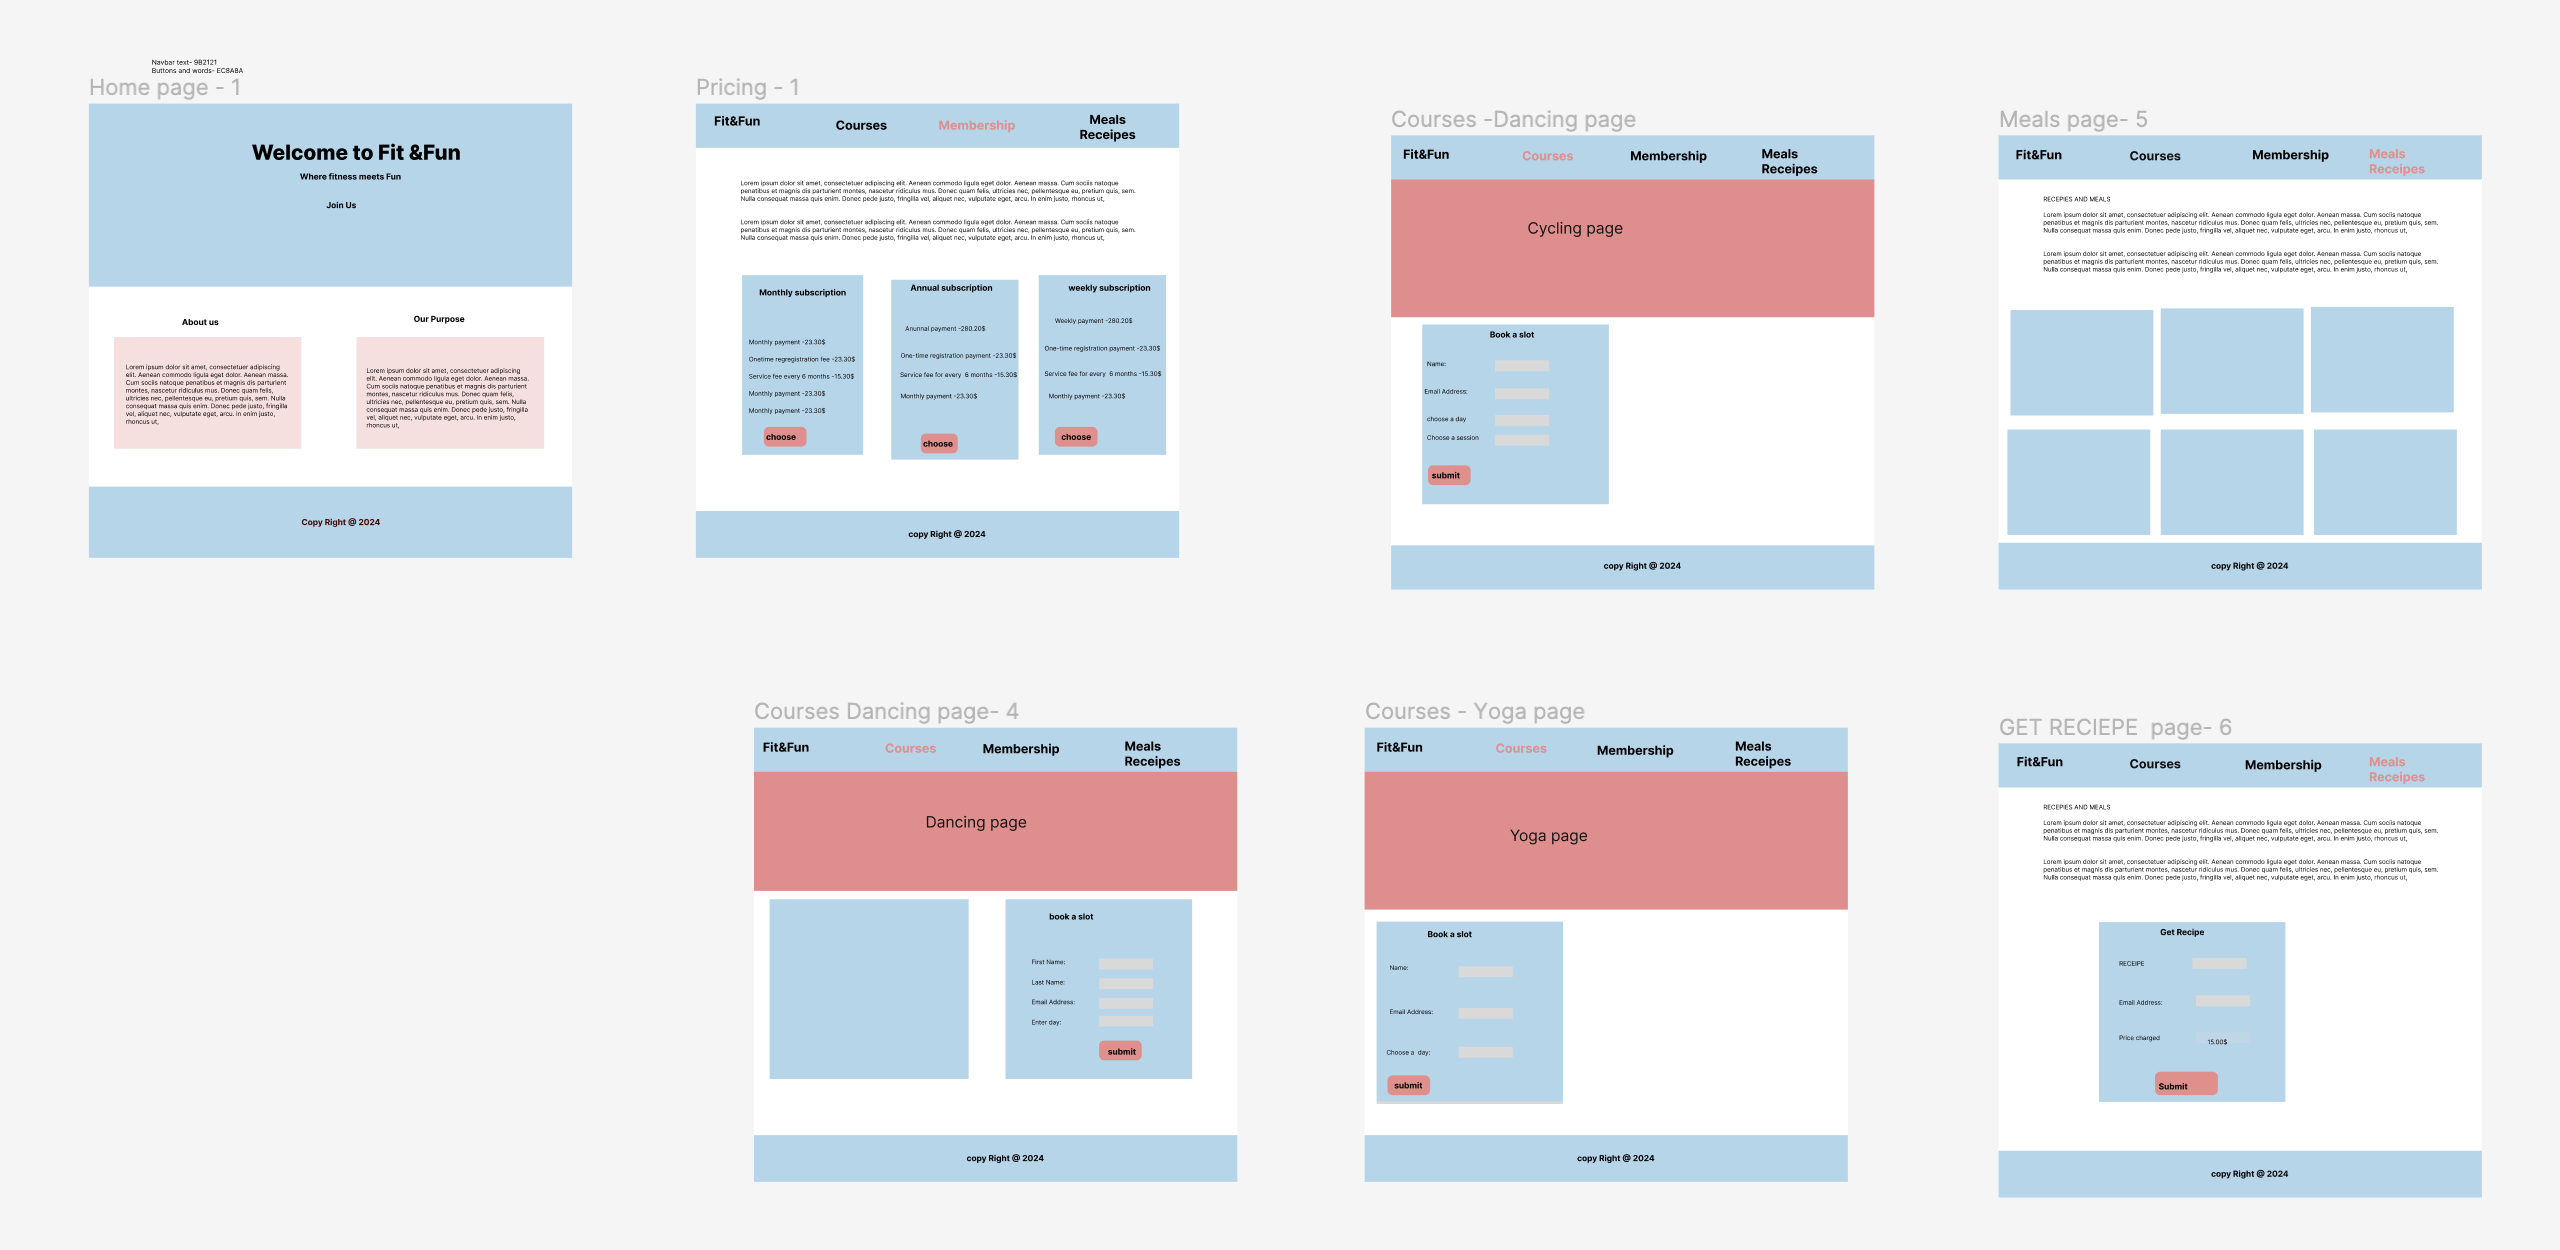 Navbar text- 9B2121
Buttons and words- EC8A8A
Home page - 1
Welcome to Fit &Fun
Where fitness meets Fun
Join Us
About us
Our Purpose
Lorem ipsum dolor sit amet, consectetuer adipiscing
elit. Aenean commodo ligula eget dolor. Aenean massa.
Cum sociis natoque penatibus et magnis dis parturient
montes, nascetur ridiculus mus. Donec quam felis,
ultricies nec, pellentesque eu, pretium quis, sem. Nulla
consequat massa quis enim. Donec pede justo, fringilla
vel, aliquet nec, vulputate eget, arcu. In enim justo,
rhoncus ut,
Lorem ipsum dolor sit amet, consectetuer adipiscing
elit. Aenean commodo ligula eget dolor. Aenean massa.
Cum sociis natoque penatibus et magnis dis parturient
montes, nascetur ridiculus mus. Donec quam felis,
ultricies nec, pellentesque eu, pretium quis, sem. Nulla
consequat massa quis enim. Donec pede justo, fringilla
vel, aliquet nec, vulputate eget, arcu. In enim justo,
rhoncus ut,
Copy Right @ 2024
Pricing - 1
Fit&Fun
Courses
Membership
Meals
Receipes
Lorem ipsum dolor sit amet, consectetuer adipiscing elit. Aenean commodo ligula eget dolor. Aenean massa. Cum sociis natoque
penatibus et magnis dis parturient montes, nascetur ridiculus mus. Donec quam felis, ultricies nec, pellentesque eu, pretium quis, sem.
Nulla consequat massa quis enim. Donec pede justo, fringilla vel, aliquet nec, vulputate eget, arcu. In enim justo, rhoncus ut,
Lorem ipsum dolor sit amet, consectetuer adipiscing elit. Aenean commodo ligula eget dolor. Aenean massa. Cum sociis natoque
penatibus et magnis dis parturient montes, nascetur ridiculus mus. Donec quam felis, ultricies nec, pellentesque eu, pretium quis, sem.
Nulla consequat massa quis enim. Donec pede justo, fringilla vel, aliquet nec, vulputate eget, arcu. In enim justo, rhoncus ut,
Monthly subscription
Monthly payment -23.30$
Onetime regregistration fee -23.30$
Service fee every 6 months -15.30$
Monthly payment -23.30$
Monthly payment -23.30$
choose
Annual subscription
Anunnal payment -280.20$
One-time registration payment -23.30$
Service fee for every  6 months -15.30$
Monthly payment -23.30$
choose
weekly subscription
Weekly payment -280.20$
One-time registration payment -23.30$
Service fee for every  6 months -15.30$
Monthly payment -23.30$
choose
copy Right @ 2024
Courses -Dancing page
Fit&Fun
Courses
Membership
Meals
Receipes
Cycling page
Book a slot
Name:
Email Address:
choose a day
Choose a session
submit
copy Right @ 2024
Meals page- 5
Fit&Fun
Courses
Membership
Meals
Receipes
RECEPIES AND MEALS
Lorem ipsum dolor sit amet, consectetuer adipiscing elit. Aenean commodo ligula eget dolor. Aenean massa. Cum sociis natoque
penatibus et magnis dis parturient montes, nascetur ridiculus mus. Donec quam felis, ultricies nec, pellentesque eu, pretium quis, sem.
Nulla consequat massa quis enim. Donec pede justo, fringilla vel, aliquet nec, vulputate eget, arcu. In enim justo, rhoncus ut,
Lorem ipsum dolor sit amet, consectetuer adipiscing elit. Aenean commodo ligula eget dolor. Aenean massa. Cum sociis natoque
penatibus et magnis dis parturient montes, nascetur ridiculus mus. Donec quam felis, ultricies nec, pellentesque eu, pretium quis, sem.
Nulla consequat massa quis enim. Donec pede justo, fringilla vel, aliquet nec, vulputate eget, arcu. In enim justo, rhoncus ut,
copy Right @ 2024
Courses Dancing page- 4
Fit&Fun
Courses
Membership
Meals
Receipes
Dancing page
book a slot
First Name:
Last Name:
Email Address:
Enter day:
submit
copy Right @ 2024
Courses - Yoga page
Fit&Fun
Courses
Membership
Meals
Receipes
Yoga page
Book a slot
Name:
Email Address:
Choose a  day:
submit
copy Right @ 2024
GET RECIEPE  page- 6
Fit&Fun
Courses
Membership
Meals
Receipes
RECEPIES AND MEALS
Lorem ipsum dolor sit amet, consectetuer adipiscing elit. Aenean commodo ligula eget dolor. Aenean massa. Cum sociis natoque
penatibus et magnis dis parturient montes, nascetur ridiculus mus. Donec quam felis, ultricies nec, pellentesque eu, pretium quis, sem.
Nulla consequat massa quis enim. Donec pede justo, fringilla vel, aliquet nec, vulputate eget, arcu. In enim justo, rhoncus ut,
Lorem ipsum dolor sit amet, consectetuer adipiscing elit. Aenean commodo ligula eget dolor. Aenean massa. Cum sociis natoque
penatibus et magnis dis parturient montes, nascetur ridiculus mus. Donec quam felis, ultricies nec, pellentesque eu, pretium quis, sem.
Nulla consequat massa quis enim. Donec pede justo, fringilla vel, aliquet nec, vulputate eget, arcu. In enim justo, rhoncus ut,
Get Recipe
RECEIPE
Email Address:
Price charged
15.00$
Submit
copy Right @ 2024